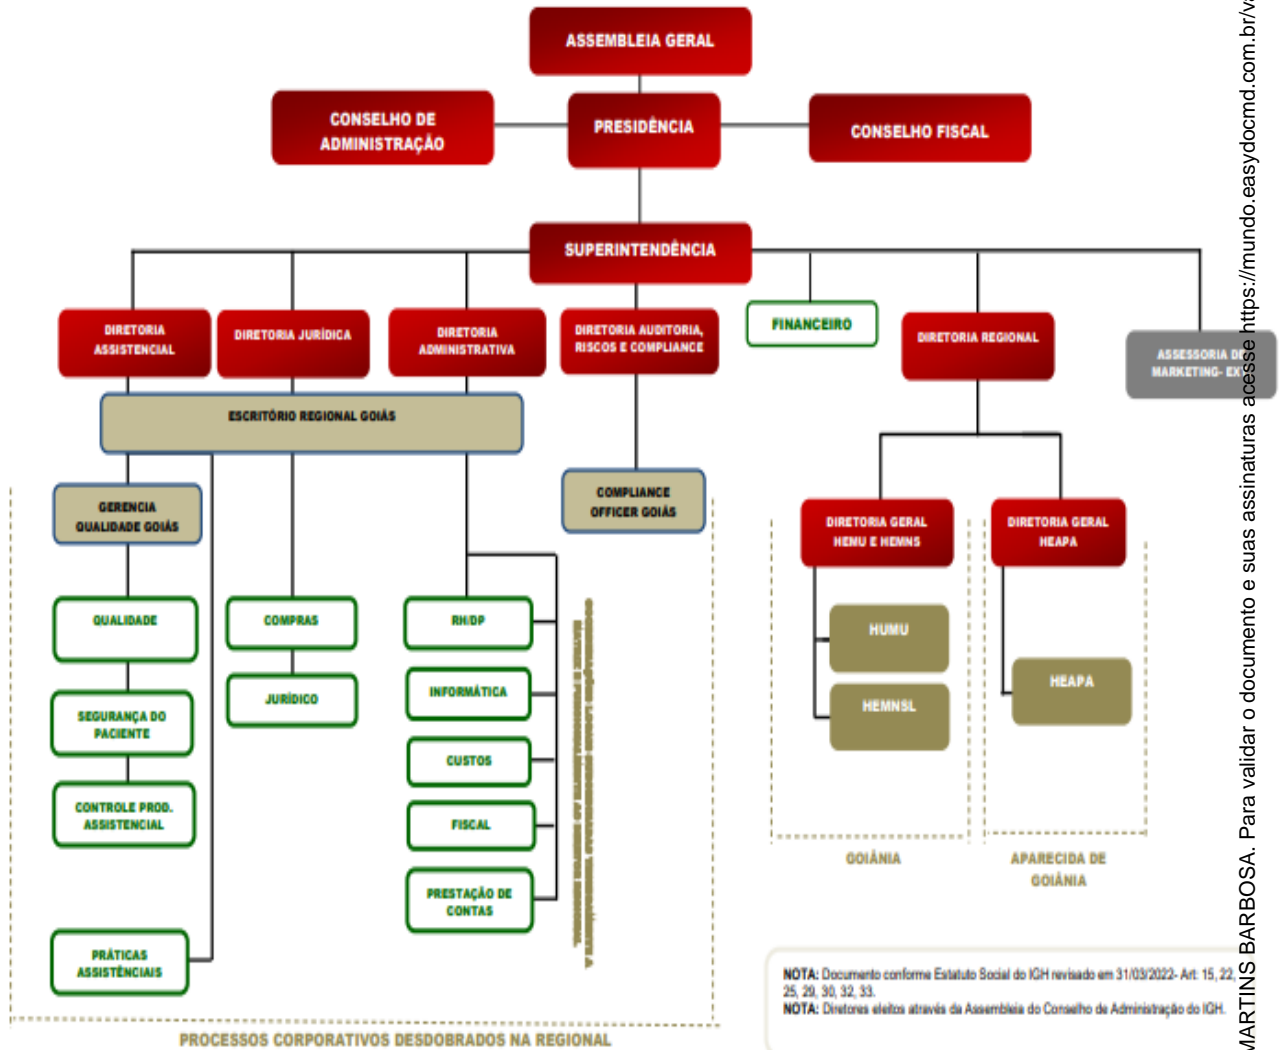 ASSEMBLEIA GERAL
CONSELHO DE
ADMINISTRAÇÃO
PRESIDÊNCIA
CONSELHO FISCAL
SUPERINTENDÊNCIA
DIRETORIA
ASSISTENCIAL
DIRETORIA JURÍDICA
DIRETORIA
ADMINISTRATIVA
DIRETORIA AUDITORIA,
RISCOS E COMPLIANCE
FINANCEIRO
DIRETORIA REGIONAL
ASSESSORIA DE
MARKETING- EX
ESCRITÓRIO REGIONAL GOIÁS
GERENCIA
QUALIDADE GOIÁS
COMPLIANCE
OFFICER GOIÁS
DIRETORIA GERAL
HEMU E HEMNS
DIRETORIA GERAL
HEAPA
QUALIDADE
COMPRAS
RH/DP
HUMU
SEGURANÇA DO
PACIENTE
JURÍDICO
INFORMÁTICA
HEMNSL
HEAPA
CONTROLE PROD.
ASSISTENCIAL
CUSTOS
FISCAL
PRESTAÇÃO DE
CONTAS
PRÁTICAS
ASSISTÊNCIAIS
GOIÂNIA
APARECIDA DE
GOIÂNIA
NOTA: Documento conforme Estatuto Social do IGH revisado em 31/03/2022- Art: 15, 22,
25, 29, 30, 32, 33.
NOTA: Diretores eleitos através da Assembleia do Conselho de Administração do IGH.
PROCESSOS CORPORATIVOS DESDOBRADOS NA REGIONAL
MARTINS BARBOSA. Para validar o documento e suas assinaturas acesse https://mundo.easydocmd.com.br/va